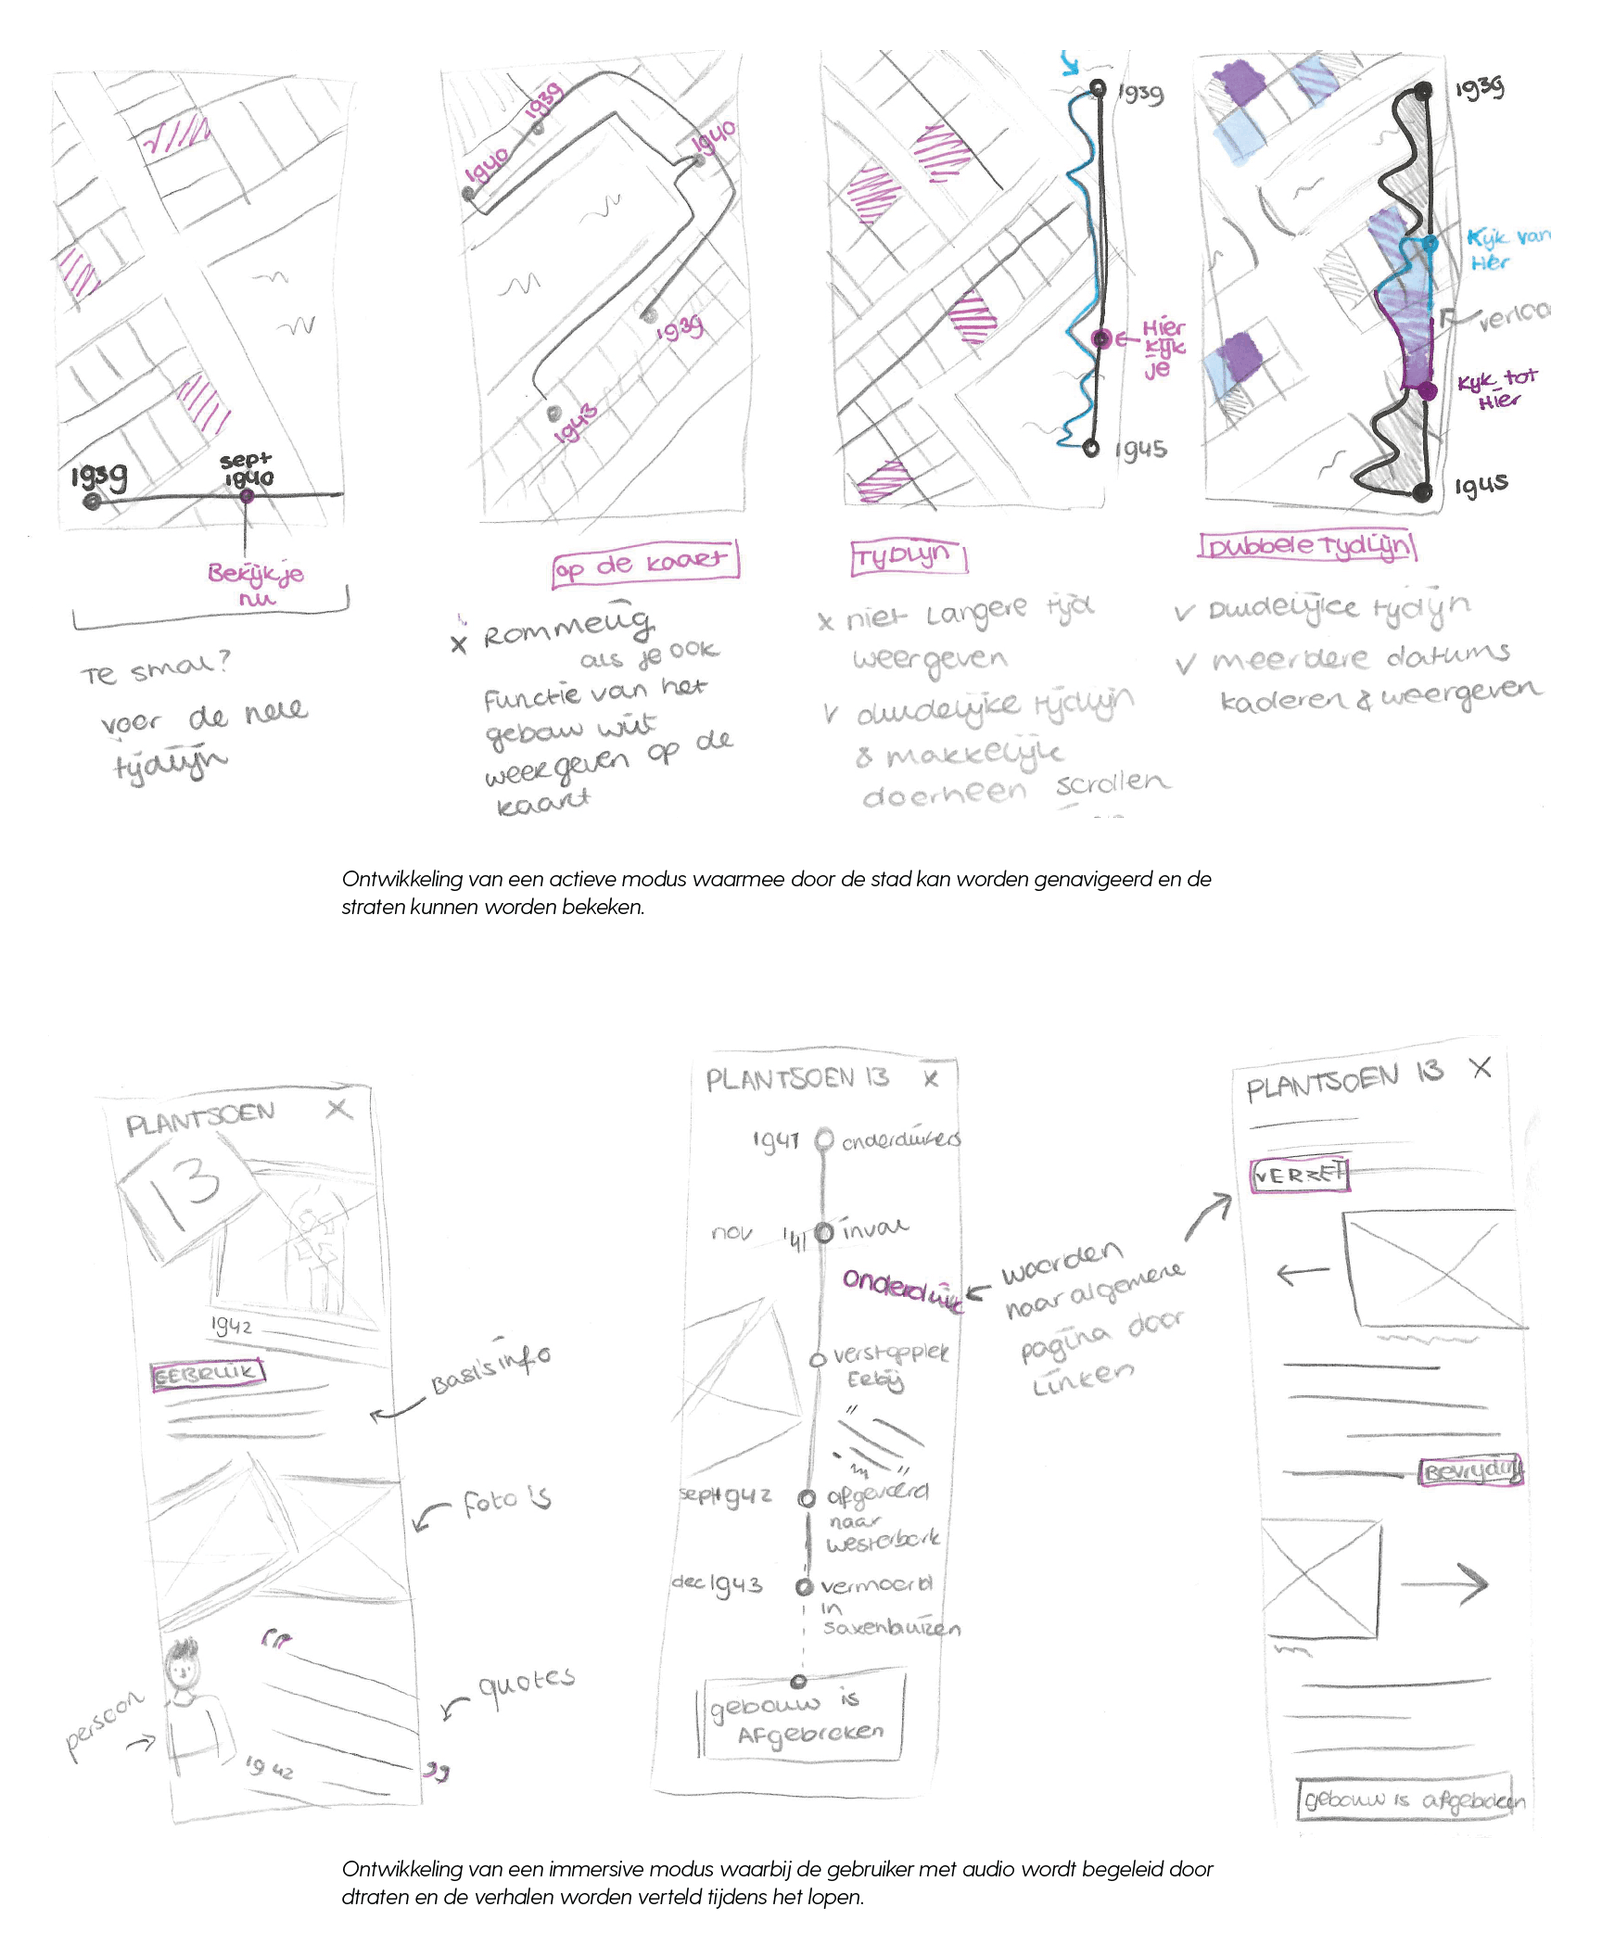 1939
sept
1940
Bekijk je
nu
Te smal?
voor de hele
tijdlijn
1939
1940
1940
1939
1943
op de kaart
x Rommelig
als je ook
functie van het
gebouw wilt
weergeven op de
kaart
1939
Hier
kijk
je
1945
Tijdlijn
x niet langere tijd
weergeven
v duidelijke tijdlijn
& makkelijk
doorheen scrollen
1939
Kijk van
Hier
Kijk tot
Hier
1945
Dubbele Tijdlijn
v Duidelijke tijdlijn
v meerdere datums
kaderen & weergeven
Ontwikkeling van een actieve modus waarmee door de stad kan worden genavigeerd en de
straten kunnen worden bekeken.
PLANTSOEN X
13
1942
GEBRUIK
Basisinfo
foto's
persoon
quotes
1942
PLANTSOEN 13 x
1941 onderduikers
nov '41 inval
onderduik
verstopplek
Eebij
sept 1942 afgevoerd
naar
westerbork
dec 1943 vermoord
in
saxenhuizen
gebouw is
Afgebroken
woorden
naar algemene
pagina door
linken
PLANTSOEN 13 X
VERZET
Bevrijding
gebouw is afgebroken
Ontwikkeling van een immersive modus waarbij de gebruiker met audio wordt begeleid door
dtraten en de verhalen worden verteld tijdens het lopen.